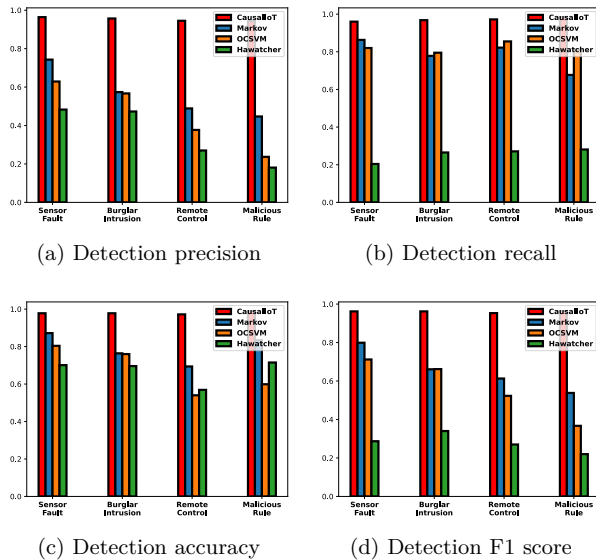 1.0
0.8
0.6
0.4
0.2
0.0
CausalIoT
Markov
OCSVM
Hawatcher
Sensor Fault
Burglar Intrusion
Remote Control
Malicious Rule
(a) Detection precision
1.0
0.8
0.6
0.4
0.2
0.0
CausalIoT
Markov
OCSVM
Hawatcher
Sensor Fault
Burglar Intrusion
Remote Control
Malicious Rule
(b) Detection recall
1.0
0.8
0.6
0.4
0.2
0.0
CausalIoT
Markov
OCSVM
Hawatcher
Sensor Fault
Burglar Intrusion
Remote Control
Malicious Rule
(c) Detection accuracy
1.0
0.8
0.6
0.4
0.2
0.0
CausalIoT
Markov
OCSVM
Hawatcher
Sensor Fault
Burglar Intrusion
Remote Control
Malicious Rule
(d) Detection F1 score